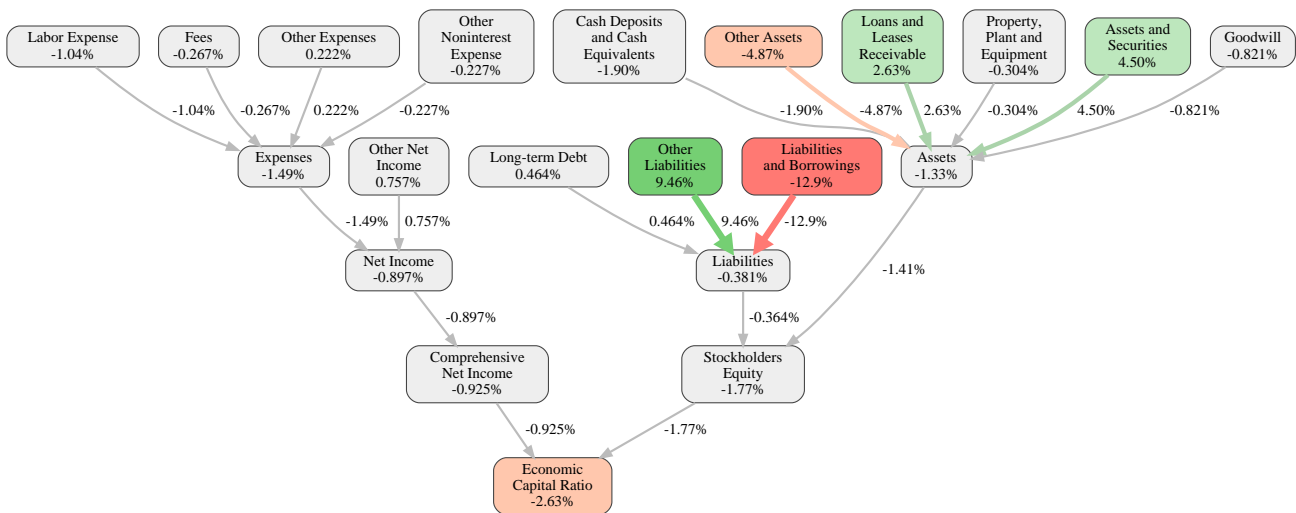 Labor Expense
-1.04%
Fees
-0.267%
Other Expenses
0.222%
Other
Noninterest
Expense
-0.227%
Cash Deposits
and Cash
Equivalents
-1.90%
Other Assets
-4.87%
Loans and
Leases
Receivable
2.63%
Property,
Plant and
Equipment
-0.304%
Assets and
Securities
4.50%
Goodwill
-0.821%
-1.04%
-0.267%
0.222%
-0.227%
-1.90%
-4.87%
2.63%
-0.304%
4.50%
-0.821%
Expenses
-1.49%
Other Net
Income
0.757%
Long-term Debt
0.464%
Other
Liabilities
9.46%
Liabilities
and Borrowings
-12.9%
Assets
-1.33%
-1.49%
0.757%
0.464%
9.46%
-12.9%
-1.41%
Net Income
-0.897%
Liabilities
-0.381%
-0.897%
-0.364%
Comprehensive
Net Income
-0.925%
Stockholders
Equity
-1.77%
-0.925%
-1.77%
Economic
Capital Ratio
-2.63%